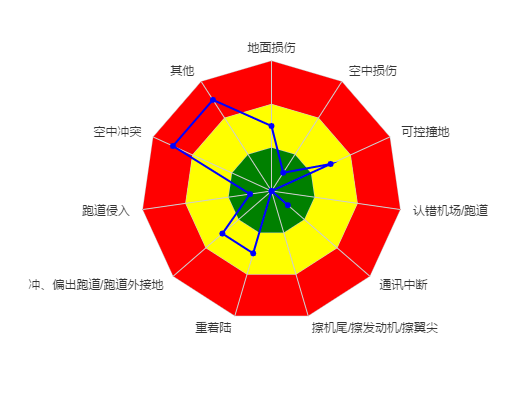 地面损伤
其他
空中损伤
空中冲突
可控撞地
跑道侵入
认错机场/跑道
冲、偏出跑道/跑道外接地
通讯中断
重着陆
擦机尾/擦发动机/擦翼尖